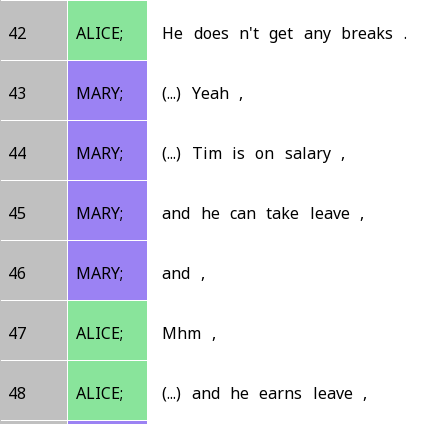 42 ALICE; He does n't get any breaks .
43 MARY; (...) Yeah ,
44 MARY; (...) Tim is on salary ,
45 MARY; and he can take leave ,
46 MARY; and ,
47 ALICE; Mhm ,
48 ALICE; (...) and he earns leave ,